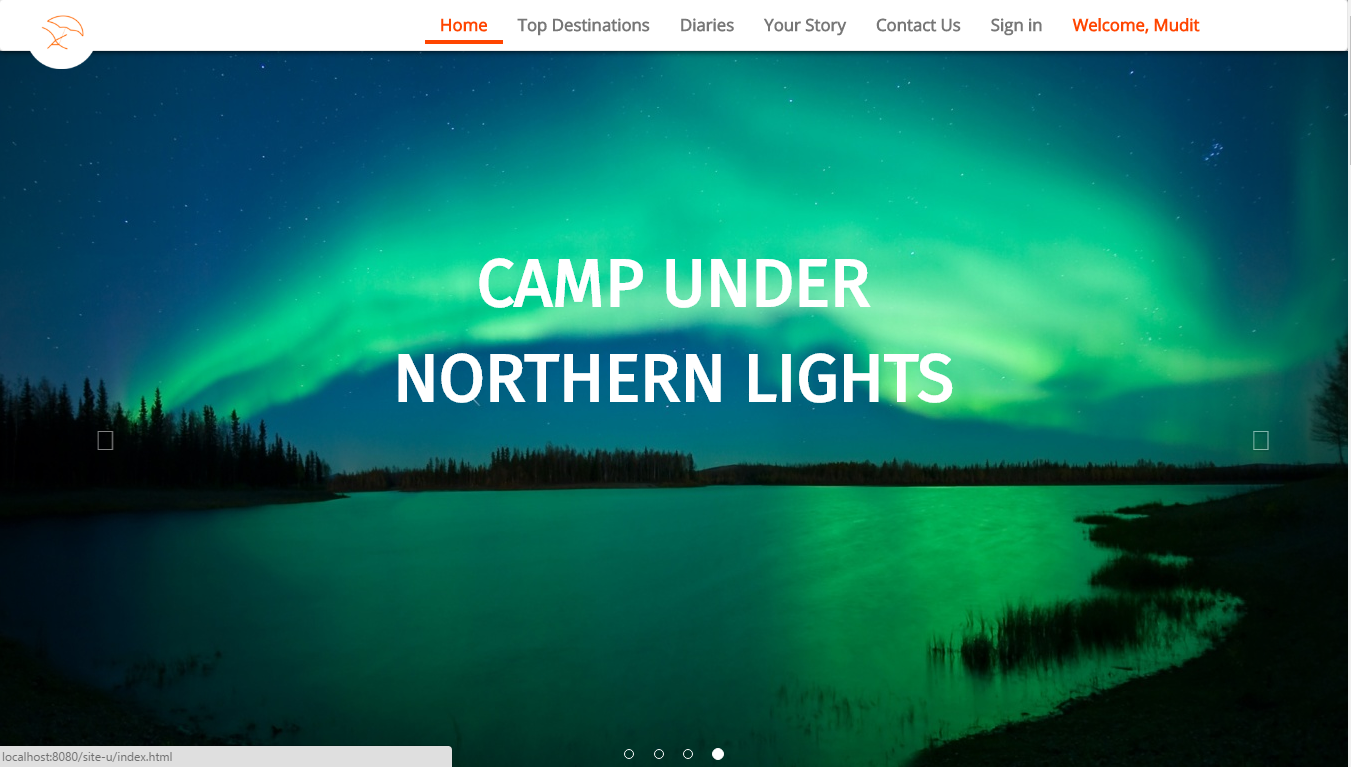 Home Top Destinations Diaries Your Story Contact Us Sign in Welcome, Mudit
CAMP UNDER
NORTHERN LIGHTS
localhost:8080/site-u/index.html